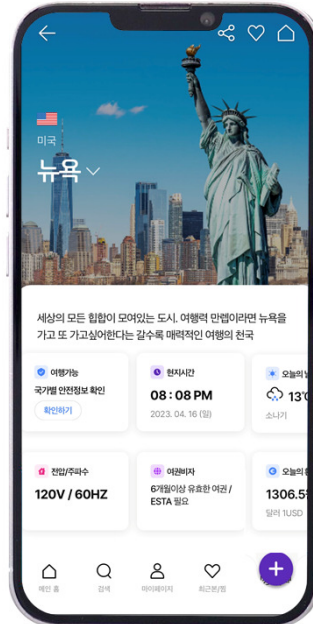 미국
뉴욕
세상의 모든 힙합이 모여있는 도시. 여행력 만렙이라면 뉴욕을
가고 또 가고싶어한다는 갈수록 매력적인 여행의 천국
여행가능
국가별 안전정보 확인
확인하기
현지시간
08 : 08 PM
2023. 04. 16 (일)
오늘의
13°
소나기
전압/주파수
120V / 60HZ
여권비자
6개월이상 유효한 여권 /
ESTA 필요
오늘의
1306.5
달러 1USD
메인 홈
검색
마이페이지
최근본/찜